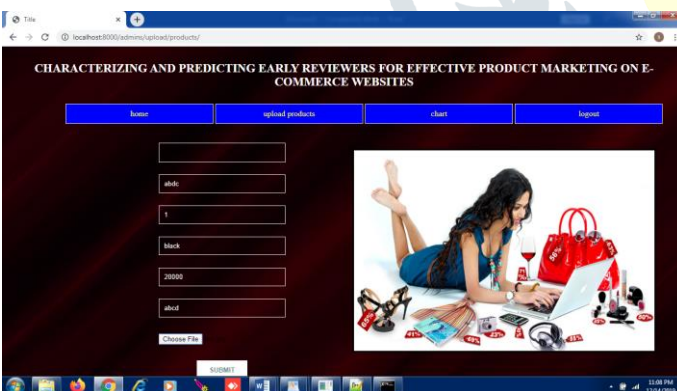 Title
localhost:8000/admins/upload/products/
CHARACTERIZING AND PREDICTING EARLY REVIEWERS FOR EFFECTIVE PRODUCT MARKETING ON E-
COMMERCE WEBSITES
home upload products chart logout
abdc
1
black
20000
abcd
Choose File
SUBMIT
11:08 PM